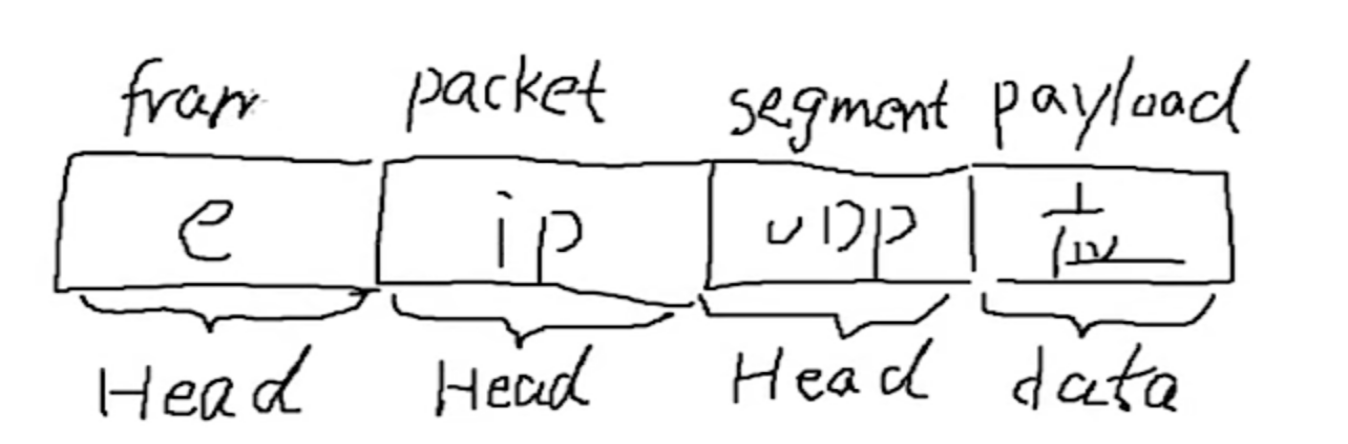 fram packet segment payload
e ip UDP
Head Head Head data